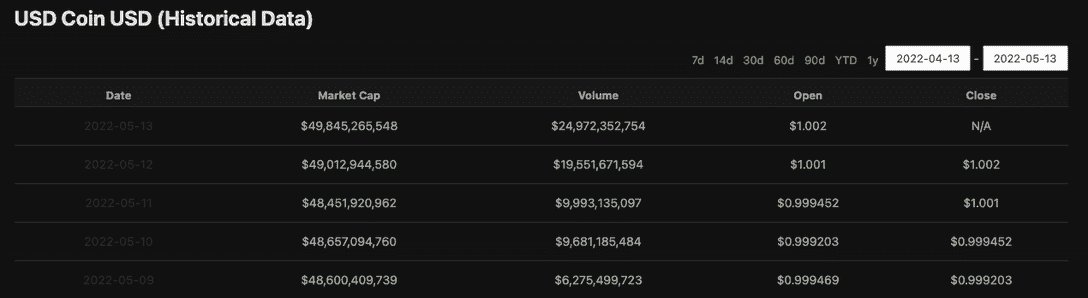 USD Coin USD (Historical Data)
7d 14d 30d 60d 90d YTD 1y 2022-04-13 - 2022-05-13
Date Market Cap Volume Open Close
2022-05-13 $49,845,265,548 $24,972,352,754 $1.002 N/A
2022-05-12 $49,012,944,580 $19,551,671,594 $1.001 $1.002
2022-05-11 $48,451,920,962 $9,993,135,097 $0.999452 $1.001
2022-05-10 $48,657,094,760 $9,681,185,484 $0.999203 $0.999452
2022-05-09 $48,600,409,739 $6,275,499,723 $0.999469 $0.999203